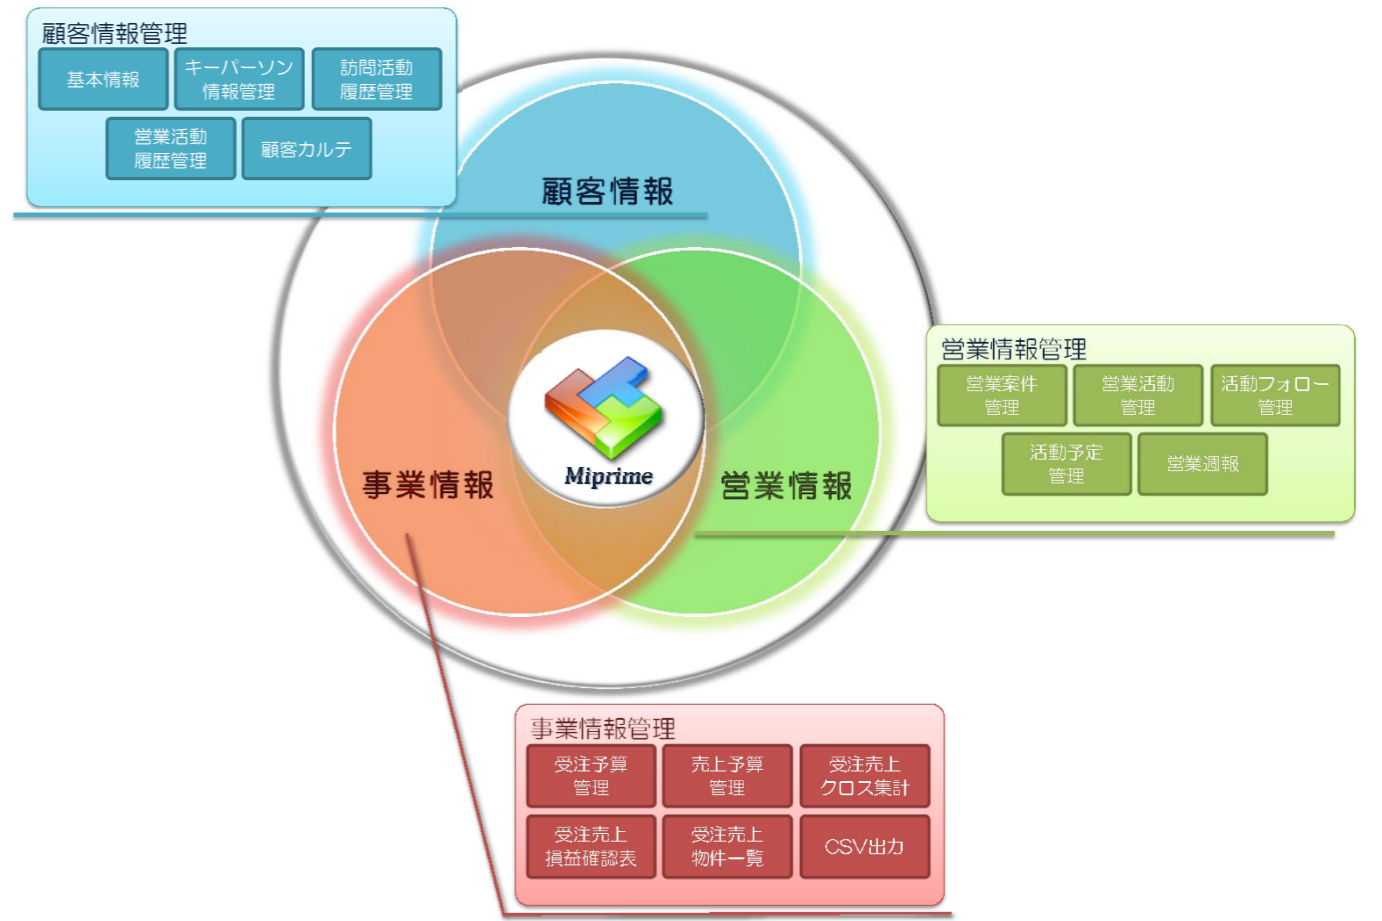 顧客情報管理
基本情報
キーパーソン
情報管理
訪問活動
履歴管理
営業活動
履歴管理
顧客カルテ
顧客情報
事業情報
Miprime
営業情報
営業情報管理
営業案件
管理
営業活動
管理
活動フォロー
管理
活動予定
管理
営業週報
事業情報管理
受注予算
管理
売上予算
管理
受注売上
クロス集計
受注売上
損益確認表
受注売上
物件一覧
CSV出力